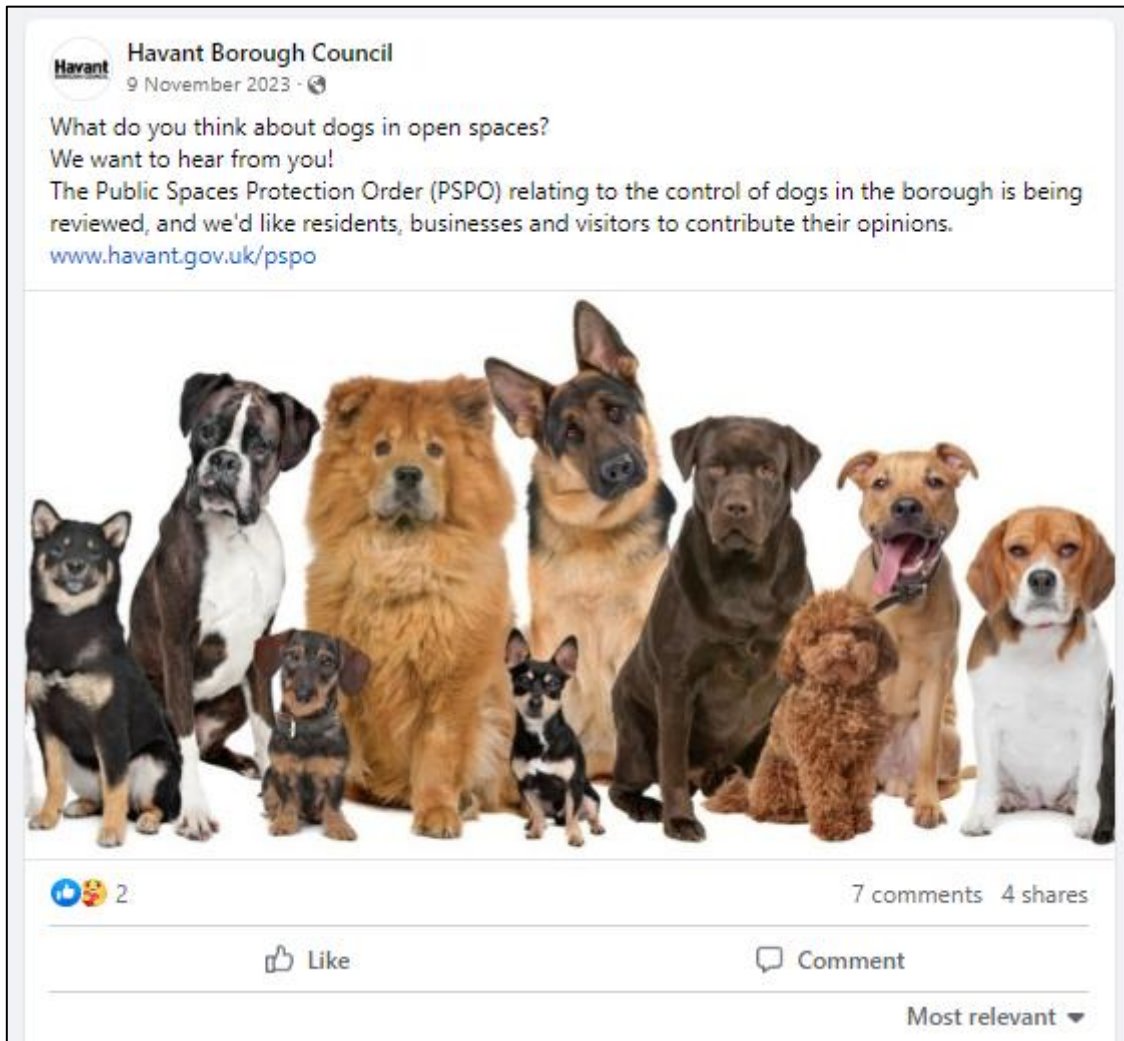 Havant
BOROUGH COUNCIL
Havant Borough Council
9 November 2023 ·
What do you think about dogs in open spaces?
We want to hear from you!
The Public Spaces Protection Order (PSPO) relating to the control of dogs in the borough is being
reviewed, and we'd like residents, businesses and visitors to contribute their opinions.
www.havant.gov.uk/pspo
2
7 comments 4 shares
Like
Comment
Most relevant